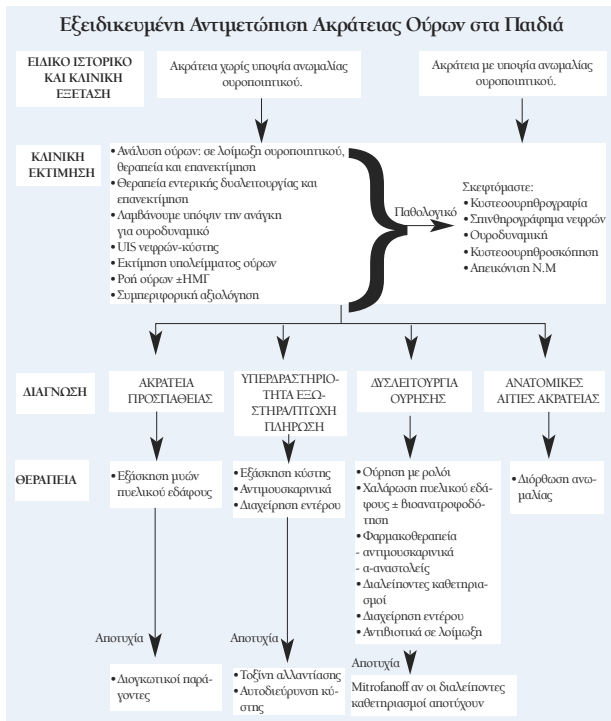 Εξειδικευμένη Αντιμετώπιση Ακράτειας Ούρων στα Παιδιά
ΕΙΔΙΚΟ ΙΣΤΟΡΙΚΟ
ΚΑΙ ΚΛΙΝΙΚΗ
ΕΞΕΤΑΣΗ
Ακράτεια χωρίς υποψία ανωμαλίας
ουροποιητικού.
Ακράτεια με υποψία ανωμαλίας
ουροποιητικού.
ΚΛΙΝΙΚΗ
ΕΚΤΙΜΗΣΗ
• Ανάλυση ούρων: σε λοίμωξη ουροποιητικού,
θεραπεία και επανεκτίμηση
• Θεραπεία εντερικής δυσλειτουργίας και
επανεκτίμηση
• Λαμβάνουμε υπόψιν την ανάγκη
για ουροδυναμικό
• UIS νεφρών-κύστης
• Εκτίμηση υπολείμματος ούρων
• Ροή ούρων ±ΗΜΓ
• Συμπεριφορική αξιολόγηση
}
Παθολογικό
Σκεφτόμαστε:
• Κυστεοουρηθρογραφία
• Σπινθηρογράφημα νεφρών
• Ουροδυναμική
• Κυστεοουρηθροσκόπηση
• Απεικόνιση Ν.Μ
ΔΙΑΓΝΩΣΗ
ΑΚΡΑΤΕΙΑ
ΠΡΟΣΠΑΘΕΙΑΣ
ΥΠΕΡΔΡΑΣΤΗΡΙΟ-
ΤΗΤΑ ΕΞΩ-
ΣΤΗΡΑ/ΠΤΩΧΗ
ΠΛΗΡΩΣΗ
ΔΥΣΛΕΙΤΟΥΡΓΙΑ
ΟΥΡΗΣΗΣ
ΑΝΑΤΟΜΙΚΕΣ
ΑΙΤΙΕΣ ΑΚΡΑΤΕΙΑΣ
ΘΕΡΑΠΕΙΑ
• Εξάσκηση μυών
πυελικού εδάφους
• Εξάσκηση κύστης
• Αντιμουσκαρινικά
• Διαχείρηση εντέρου
• Ούρηση με ρολόι
• Χαλάρωση πυελικού εδά-
φους ± βιοανατροφοδό-
τηση
• Φαρμακοθεραπεία
- αντιμουσκαρινικά
- α-αναστολείς
• Διαλείποντες καθετηρια-
σμοί
• Διαχείρηση εντέρου
• Αντιβιοτικά σε λοίμωξη
• Διόρθωση ανω-
μαλίας
Αποτυχία
Αποτυχία
Αποτυχία
• Διογκωτικοί παρά-
γοντες
• Τοξίνη αλλαντίασης
• Αυτοδιεύρυνση κύ-
στης
Mitrofanoff αν οι διαλείποντες
καθετηριασμοί αποτύχουν